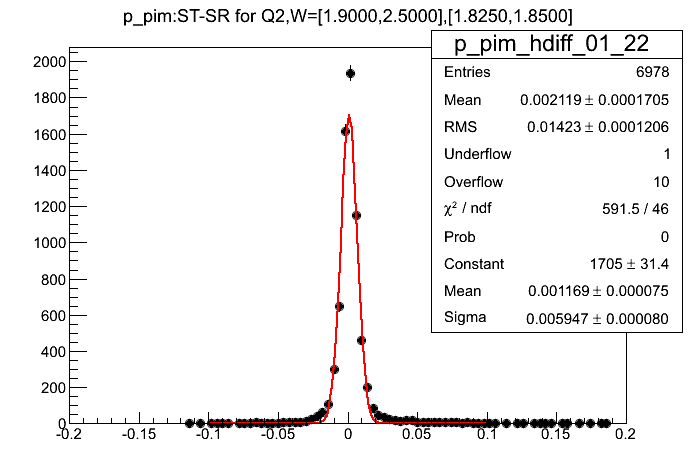 p_pim:ST-SR for Q2,W=[1.9000,2.5000],[1.8250,1.8500]
p_pim_hdiff_01_22
Entries 6978
Mean 0.002119 ± 0.0001705
RMS 0.01423 ± 0.0001206
Underflow 1
Overflow 10
χ² / ndf 591.5 / 46
Prob 0
Constant 1705 ± 31.4
Mean 0.001169 ± 0.000075
Sigma 0.005947 ± 0.000080
2000
1800
1600
1400
1200
1000
800
600
400
200
0
-0.2 -0.15 -0.1 -0.05 0 0.05 0.1 0.15 0.2